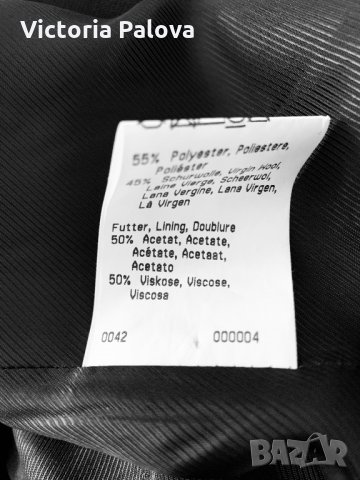 Victoria Palova
55% Polyester, Poliestere,
Poliéster
45% Schurwolle, Virgin Wool,
Laine Vierge, Scheerwol,
Lana Vergine, Lana Virgen,
Lã Virgen
Futter, Lining, Doublure
50% Acetat, Acetate,
Acétate, Acetaat,
Acetato
50% Viskose, Viscose,
Viscosa
0042 000004
BAZAR